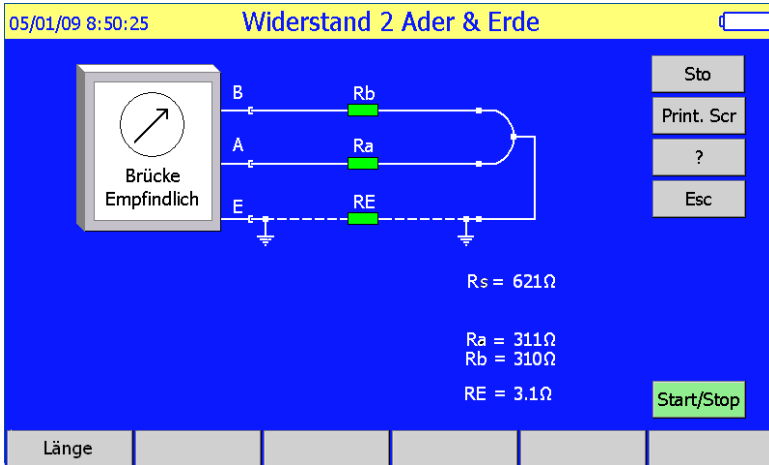 05/01/09 8:50:25
Widerstand 2 Ader & Erde
B
Rb
A
Ra
E
RE
Brücke
Empfindlich
Sto
Print. Scr
?
Esc
Rs = 621Ω
Ra = 311Ω
Rb = 310Ω
RE = 3.1Ω
Start/Stop
Länge